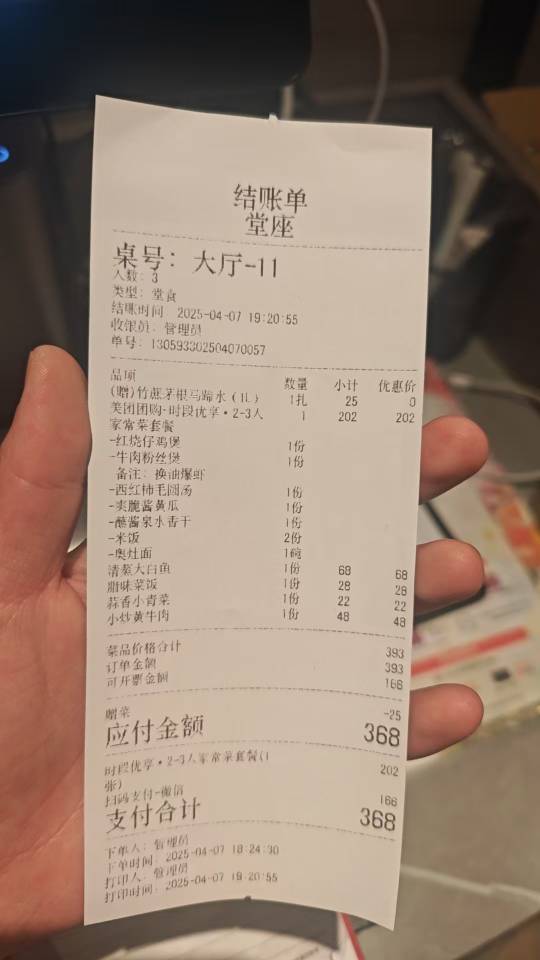 结账单
堂座
桌号: 大厅-11
人数: 3
类型: 堂食
结账时间: 2025-04-07 19:20:55
收银员: 管理员
单号: 130593302504070057
品项 数量 小计 优惠价
(赠)竹蔗茅根马蹄水(1L) 1扎 25 0
美团团购-时段优享·2-3人 1 202 202
家常菜套餐
-红烧仔鸡煲 1份
-牛肉粉丝煲 1份
备注: 换油爆虾
-西红柿毛圆汤 1份
-爽脆酱黄瓜 1份
-蘸酱泉水香干 1份
-米饭 2份
-奥灶面 1碗
清蒸大白鱼 1份 68 68
腊味菜饭 1份 28 28
蒜香小青菜 1份 22 22
小炒黄牛肉 1份 48 48
菜品价格合计 393
订单金额 393
可开票金额 166
赠菜 -25
应付金额 368
时段优享·2-3人家常菜套餐(1 202
张)
扫码支付-微信 166
支付合计 368
下单人: 管理员
下单时间: 2025-04-07 18:24:30
打印人: 管理员
打印时间: 2025-04-07 19:20:55